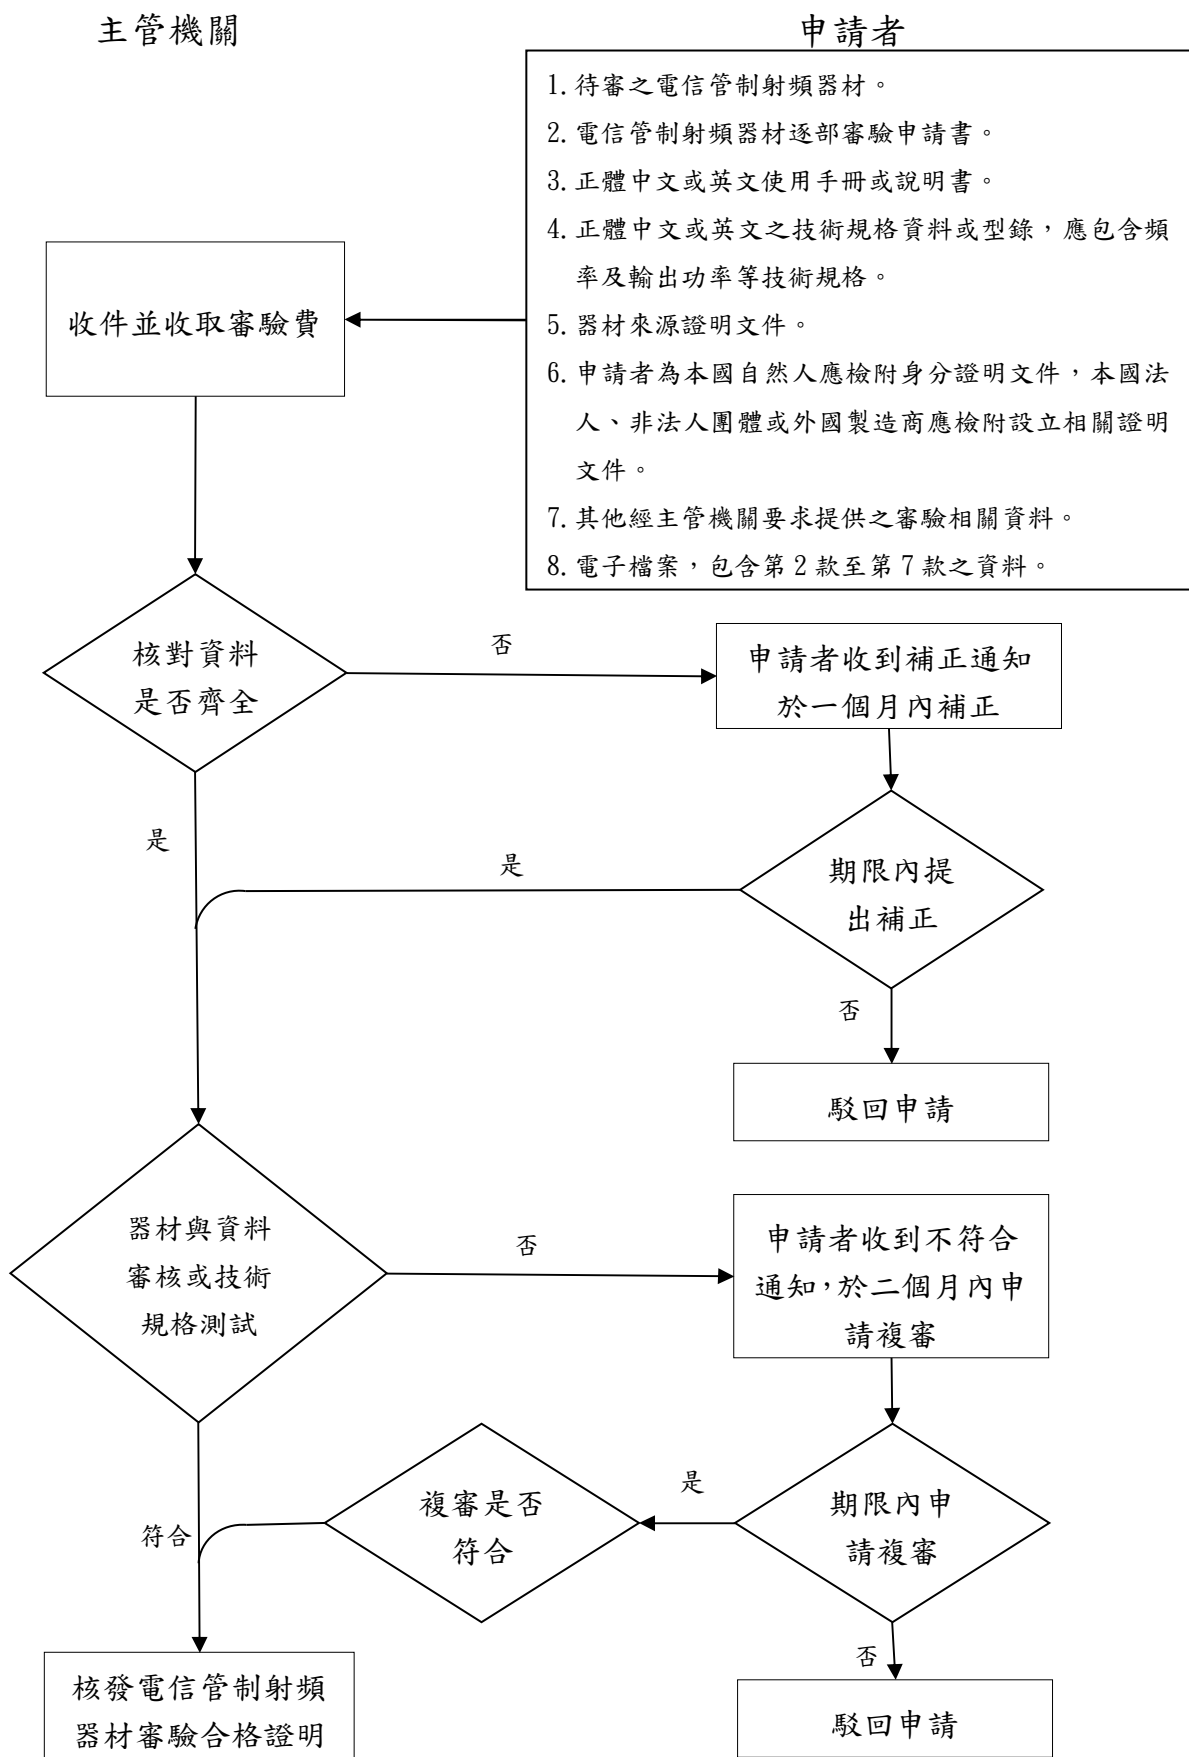 主管機關
申請者
1. 待審之電信管制射頻器材。
2. 電信管制射頻器材逐部審驗申請書。
3. 正體中文或英文使用手冊或說明書。
4. 正體中文或英文之技術規格資料或型錄，應包含頻
率及輸出功率等技術規格。
5. 器材來源證明文件。
6. 申請者為本國自然人應檢附身分證明文件，本國法
人、非法人團體或外國製造商應檢附設立相關證明
文件。
7. 其他經主管機關要求提供之審驗相關資料。
8. 電子檔案，包含第 2 款至第 7 款之資料。
收件並收取審驗費
核對資料
是否齊全
否
申請者收到補正通知
於一個月內補正
是
是
期限內提
出補正
否
駁回申請
器材與資料
審核或技術
規格測試
否
申請者收到不符合
通知，於二個月內申
請複審
符合
複審是否
符合
是
期限內申
請複審
否
核發電信管制射頻
器材審驗合格證明
駁回申請